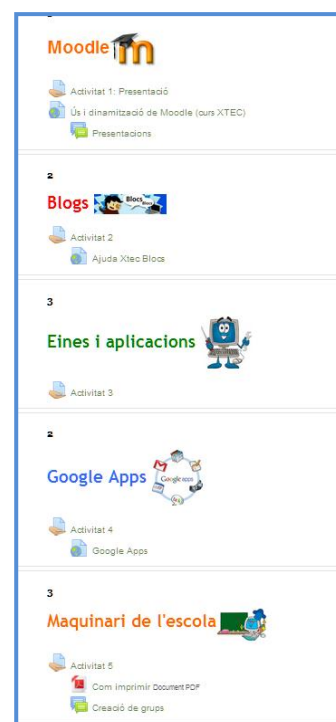 Moodle
Activitat 1: Presentació
Ús i dinamització de Moodle (curs XTEC)
Presentacions
2
Blogs
Blocs
Activitat 2
Ajuda Xtec Blocs
3
Eines i aplicacions
Activitat 3
2
Google Apps
Google apps
Activitat 4
Google Apps
3
Maquinari de l'escola
Activitat 5
Com imprimir Document PDF
Creació de grups